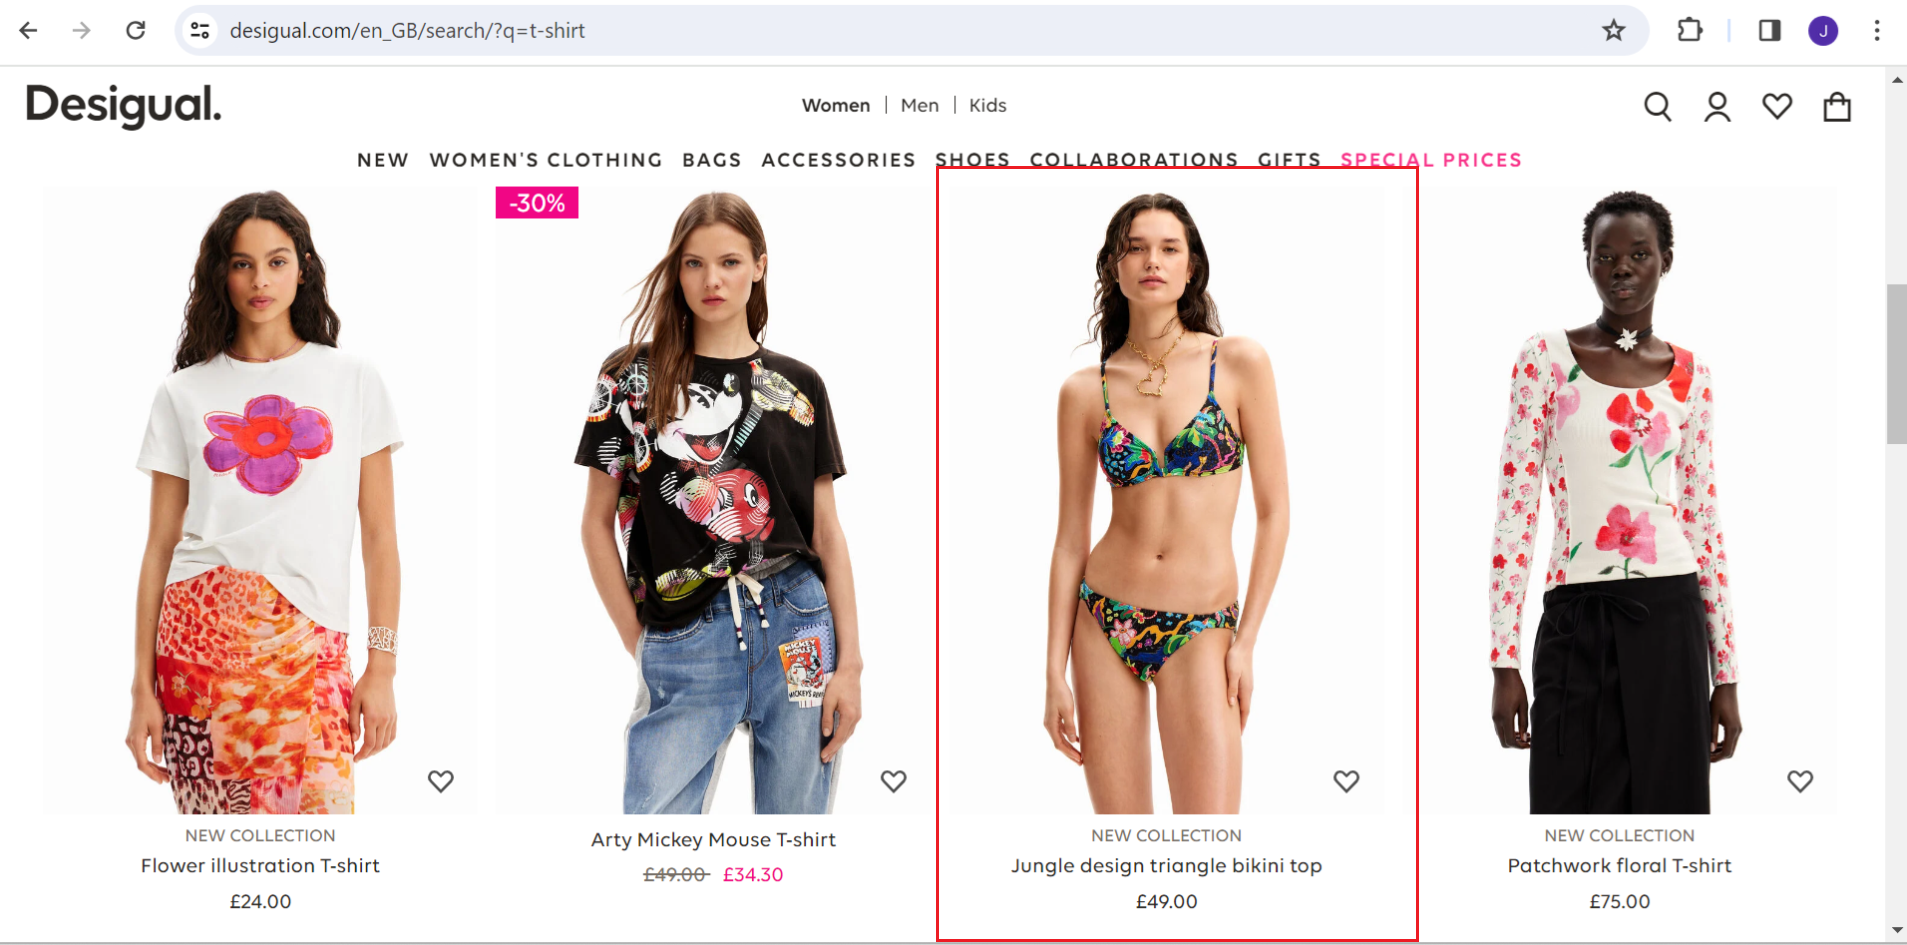 desigual.com/en_GB/search/?q=t-shirt
J
Desigual.
Women | Men | Kids
NEW WOMEN'S CLOTHING BAGS ACCESSORIES SHOES COLLABORATIONS GIFTS SPECIAL PRICES
-30%
MICKEY MOUSE
NEW COLLECTION
Flower illustration T-shirt
£24.00
Arty Mickey Mouse T-shirt
£49.00 £34.30
NEW COLLECTION
Jungle design triangle bikini top
£49.00
NEW COLLECTION
Patchwork floral T-shirt
£75.00